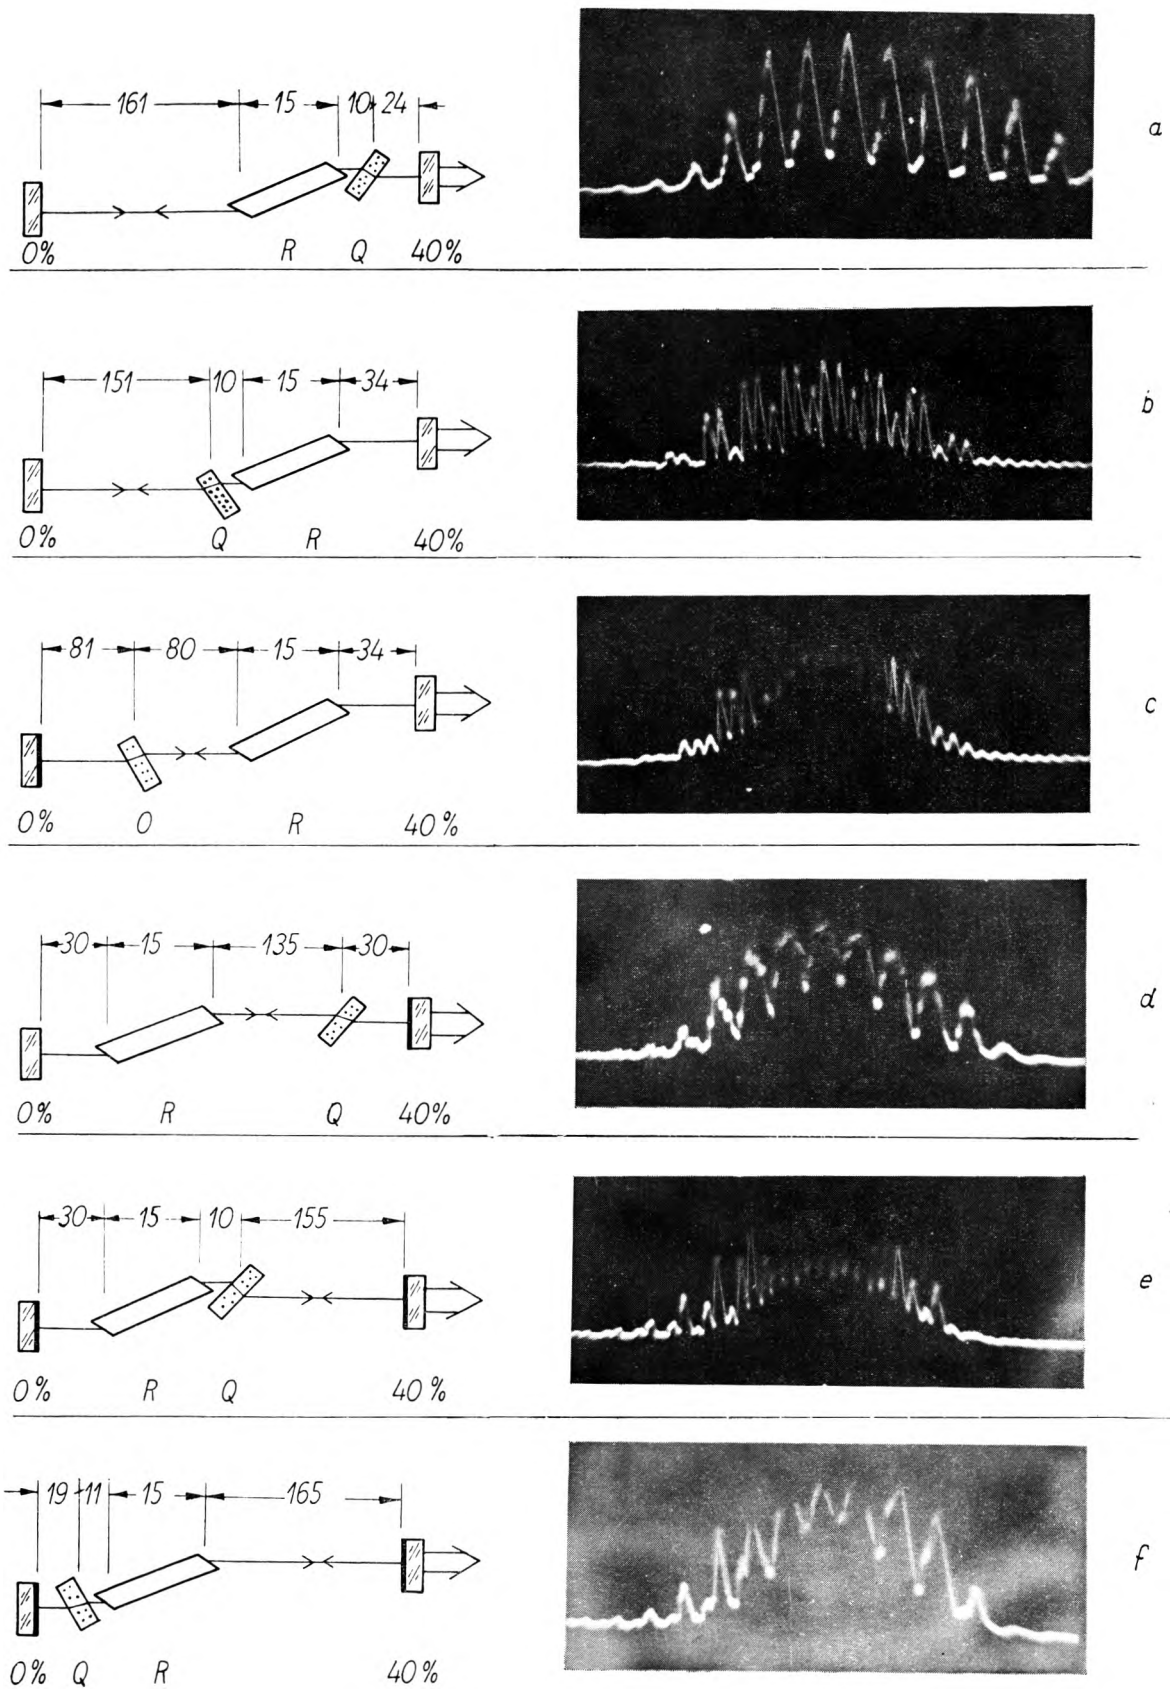 161 15 10 24
a
0% R Q 40%
151 10 15 34
b
0% Q R 40%
81 80 15 34
c
0% O R 40%
30 15 135 30
d
0% R Q 40%
30 15 10 155
e
0% R Q 40%
19 11 15 165
f
0% Q R 40%